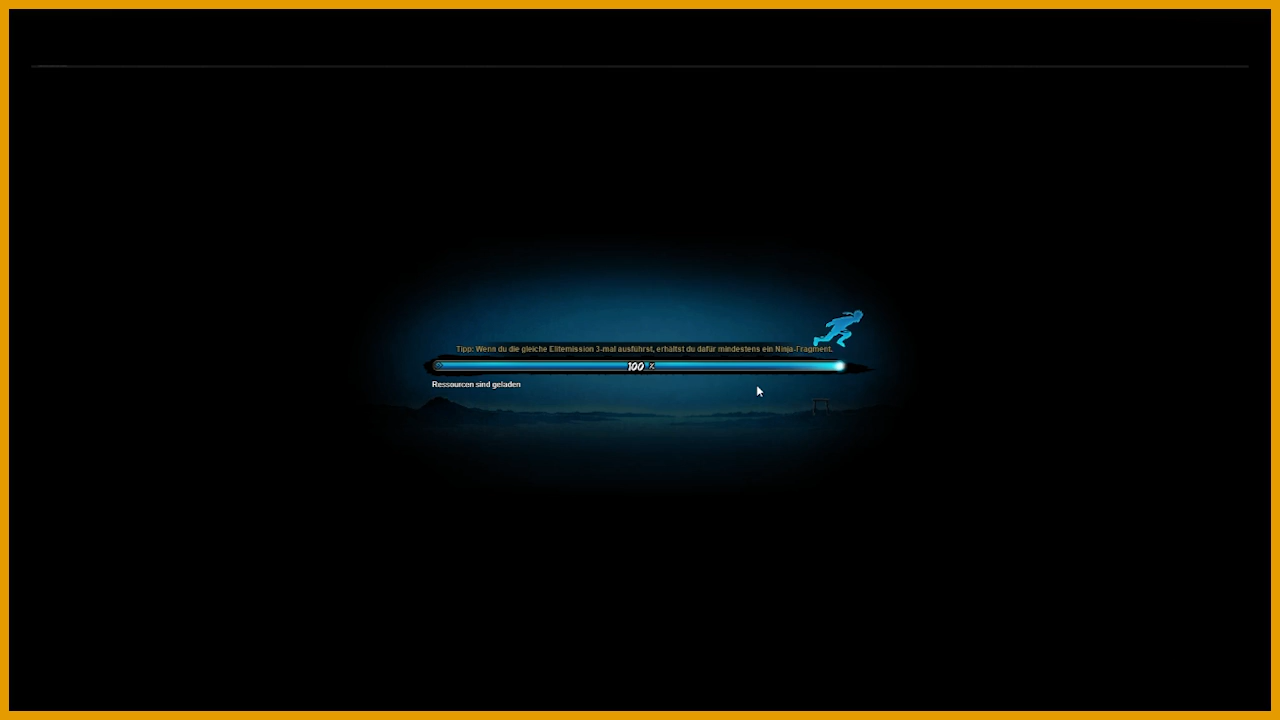 Tipp: Wenn du die gleiche Elitemission 3-mal ausführst, erhältst du dafür mindestens ein Ninja-Fragment.
100 %
Ressourcen sind geladen